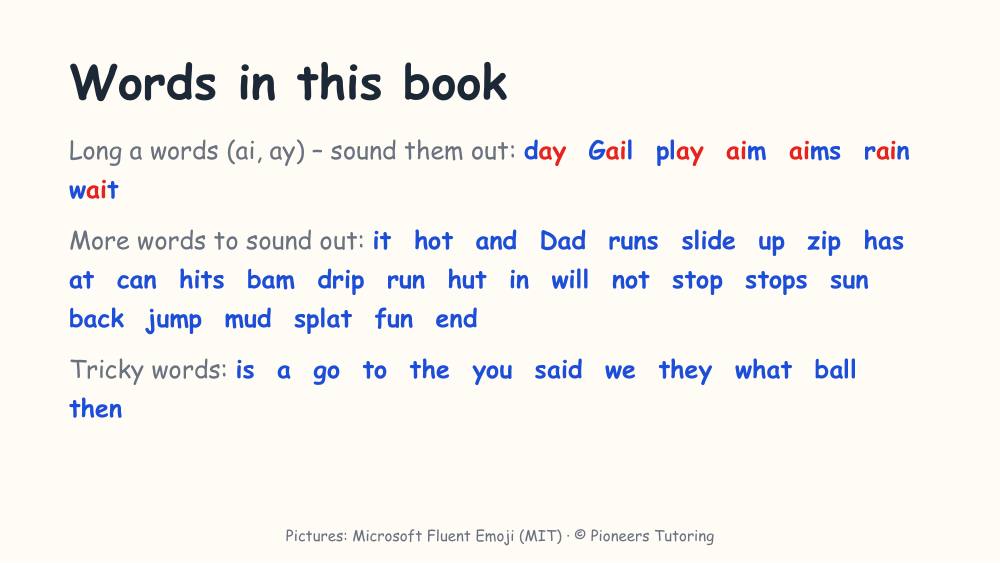 Words in this book
Long a words (ai, ay) – sound them out: day Gail play aim aims rain
wait
More words to sound out: it hot and Dad runs slide up zip has
at can hits bam drip run hut in will not stop stops sun
back jump mud splat fun end
Tricky words: is a go to the you said we they what ball
then
Pictures: Microsoft Fluent Emoji (MIT) · © Pioneers Tutoring